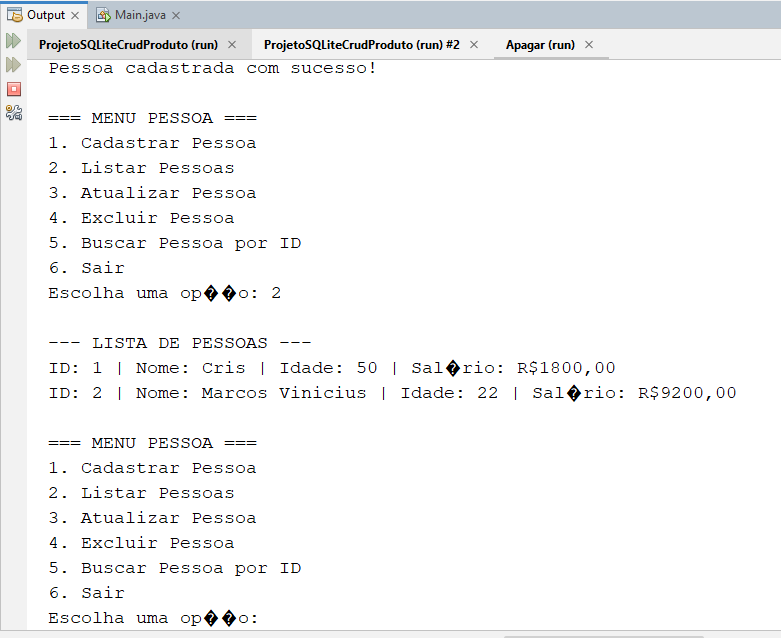 Output
Main.java
ProjetoSQLiteCrudProduto (run)
ProjetoSQLiteCrudProduto (run) #2
Apagar (run)
Pessoa cadastrada com sucesso!
=== MENU PESSOA ===
1. Cadastrar Pessoa
2. Listar Pessoas
3. Atualizar Pessoa
4. Excluir Pessoa
5. Buscar Pessoa por ID
6. Sair
Escolha uma op��o: 2
--- LISTA DE PESSOAS ---
ID: 1 | Nome: Cris | Idade: 50 | Sal�rio: R$1800,00
ID: 2 | Nome: Marcos Vinicius | Idade: 22 | Sal�rio: R$9200,00
=== MENU PESSOA ===
1. Cadastrar Pessoa
2. Listar Pessoas
3. Atualizar Pessoa
4. Excluir Pessoa
5. Buscar Pessoa por ID
6. Sair
Escolha uma op��o: